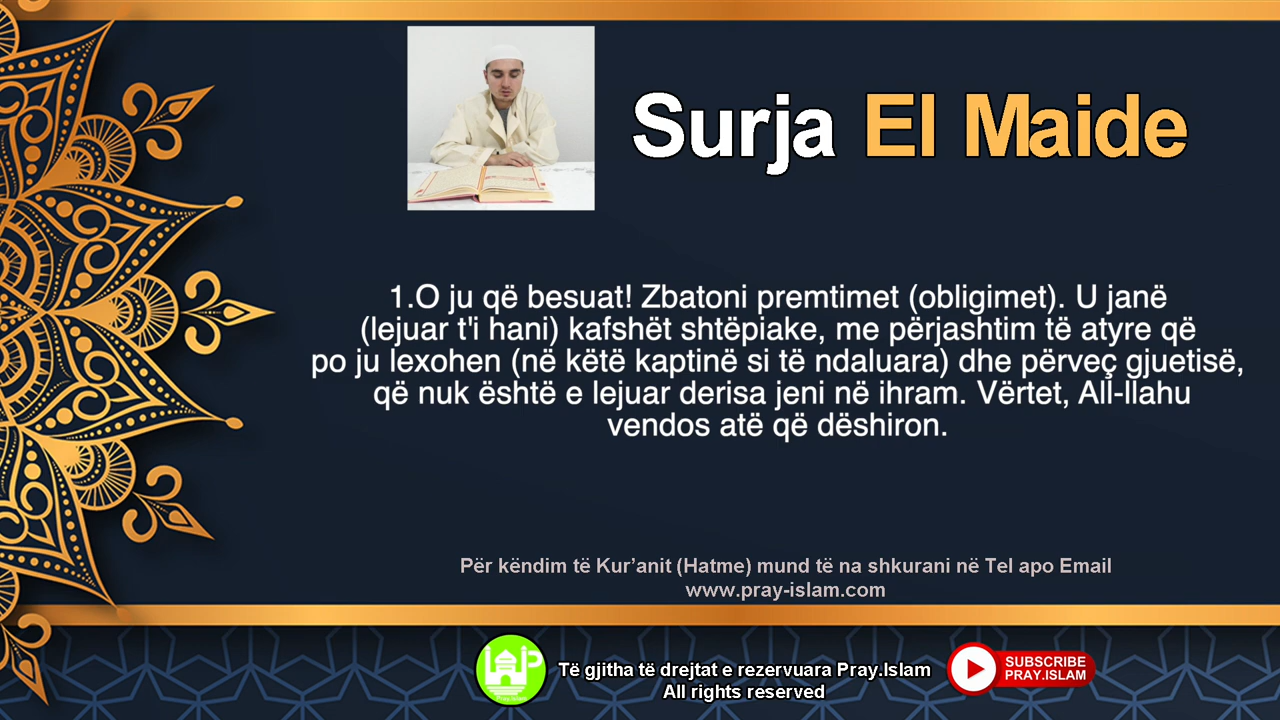 Surja El Maide
1.O ju që besuat! Zbatoni premtimet (obligimet). U janë
(lejuar t'i hani) kafshët shtëpiake, me përjashtim të atyre që
po ju lexohen (në këtë kaptinë si të ndaluara) dhe përveç gjuetisë,
që nuk është e lejuar derisa jeni në ihram. Vërtet, All-llahu
vendos atë që dëshiron.
Për këndim të Kur’anit (Hatme) mund të na shkurani në Tel apo Email
www.pray-islam.com
Të gjiitha të drejtat e rezervuara Pray.Islam
All rights reserved
Pray.Islam
SUBSCRIBE
PRAY.ISLAM